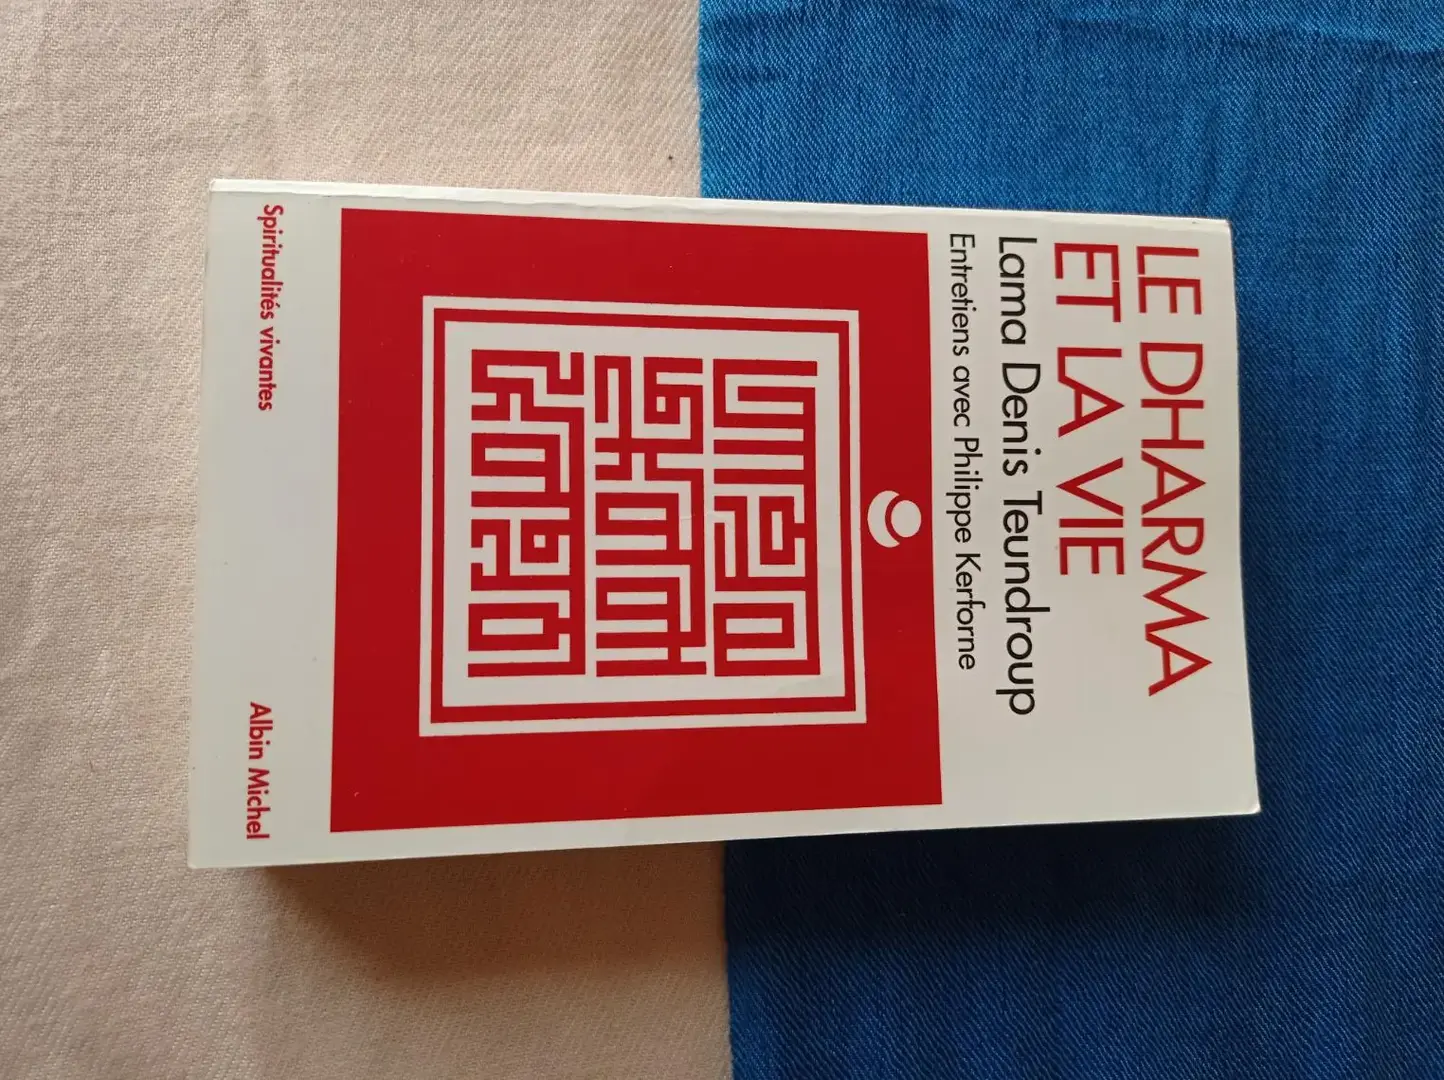 LE DHARMA
ET LA VIE
Lama Denis Teundroup
Entretiens avec Philippe Kerforne
Spiritualités vivantes
Albin Michel